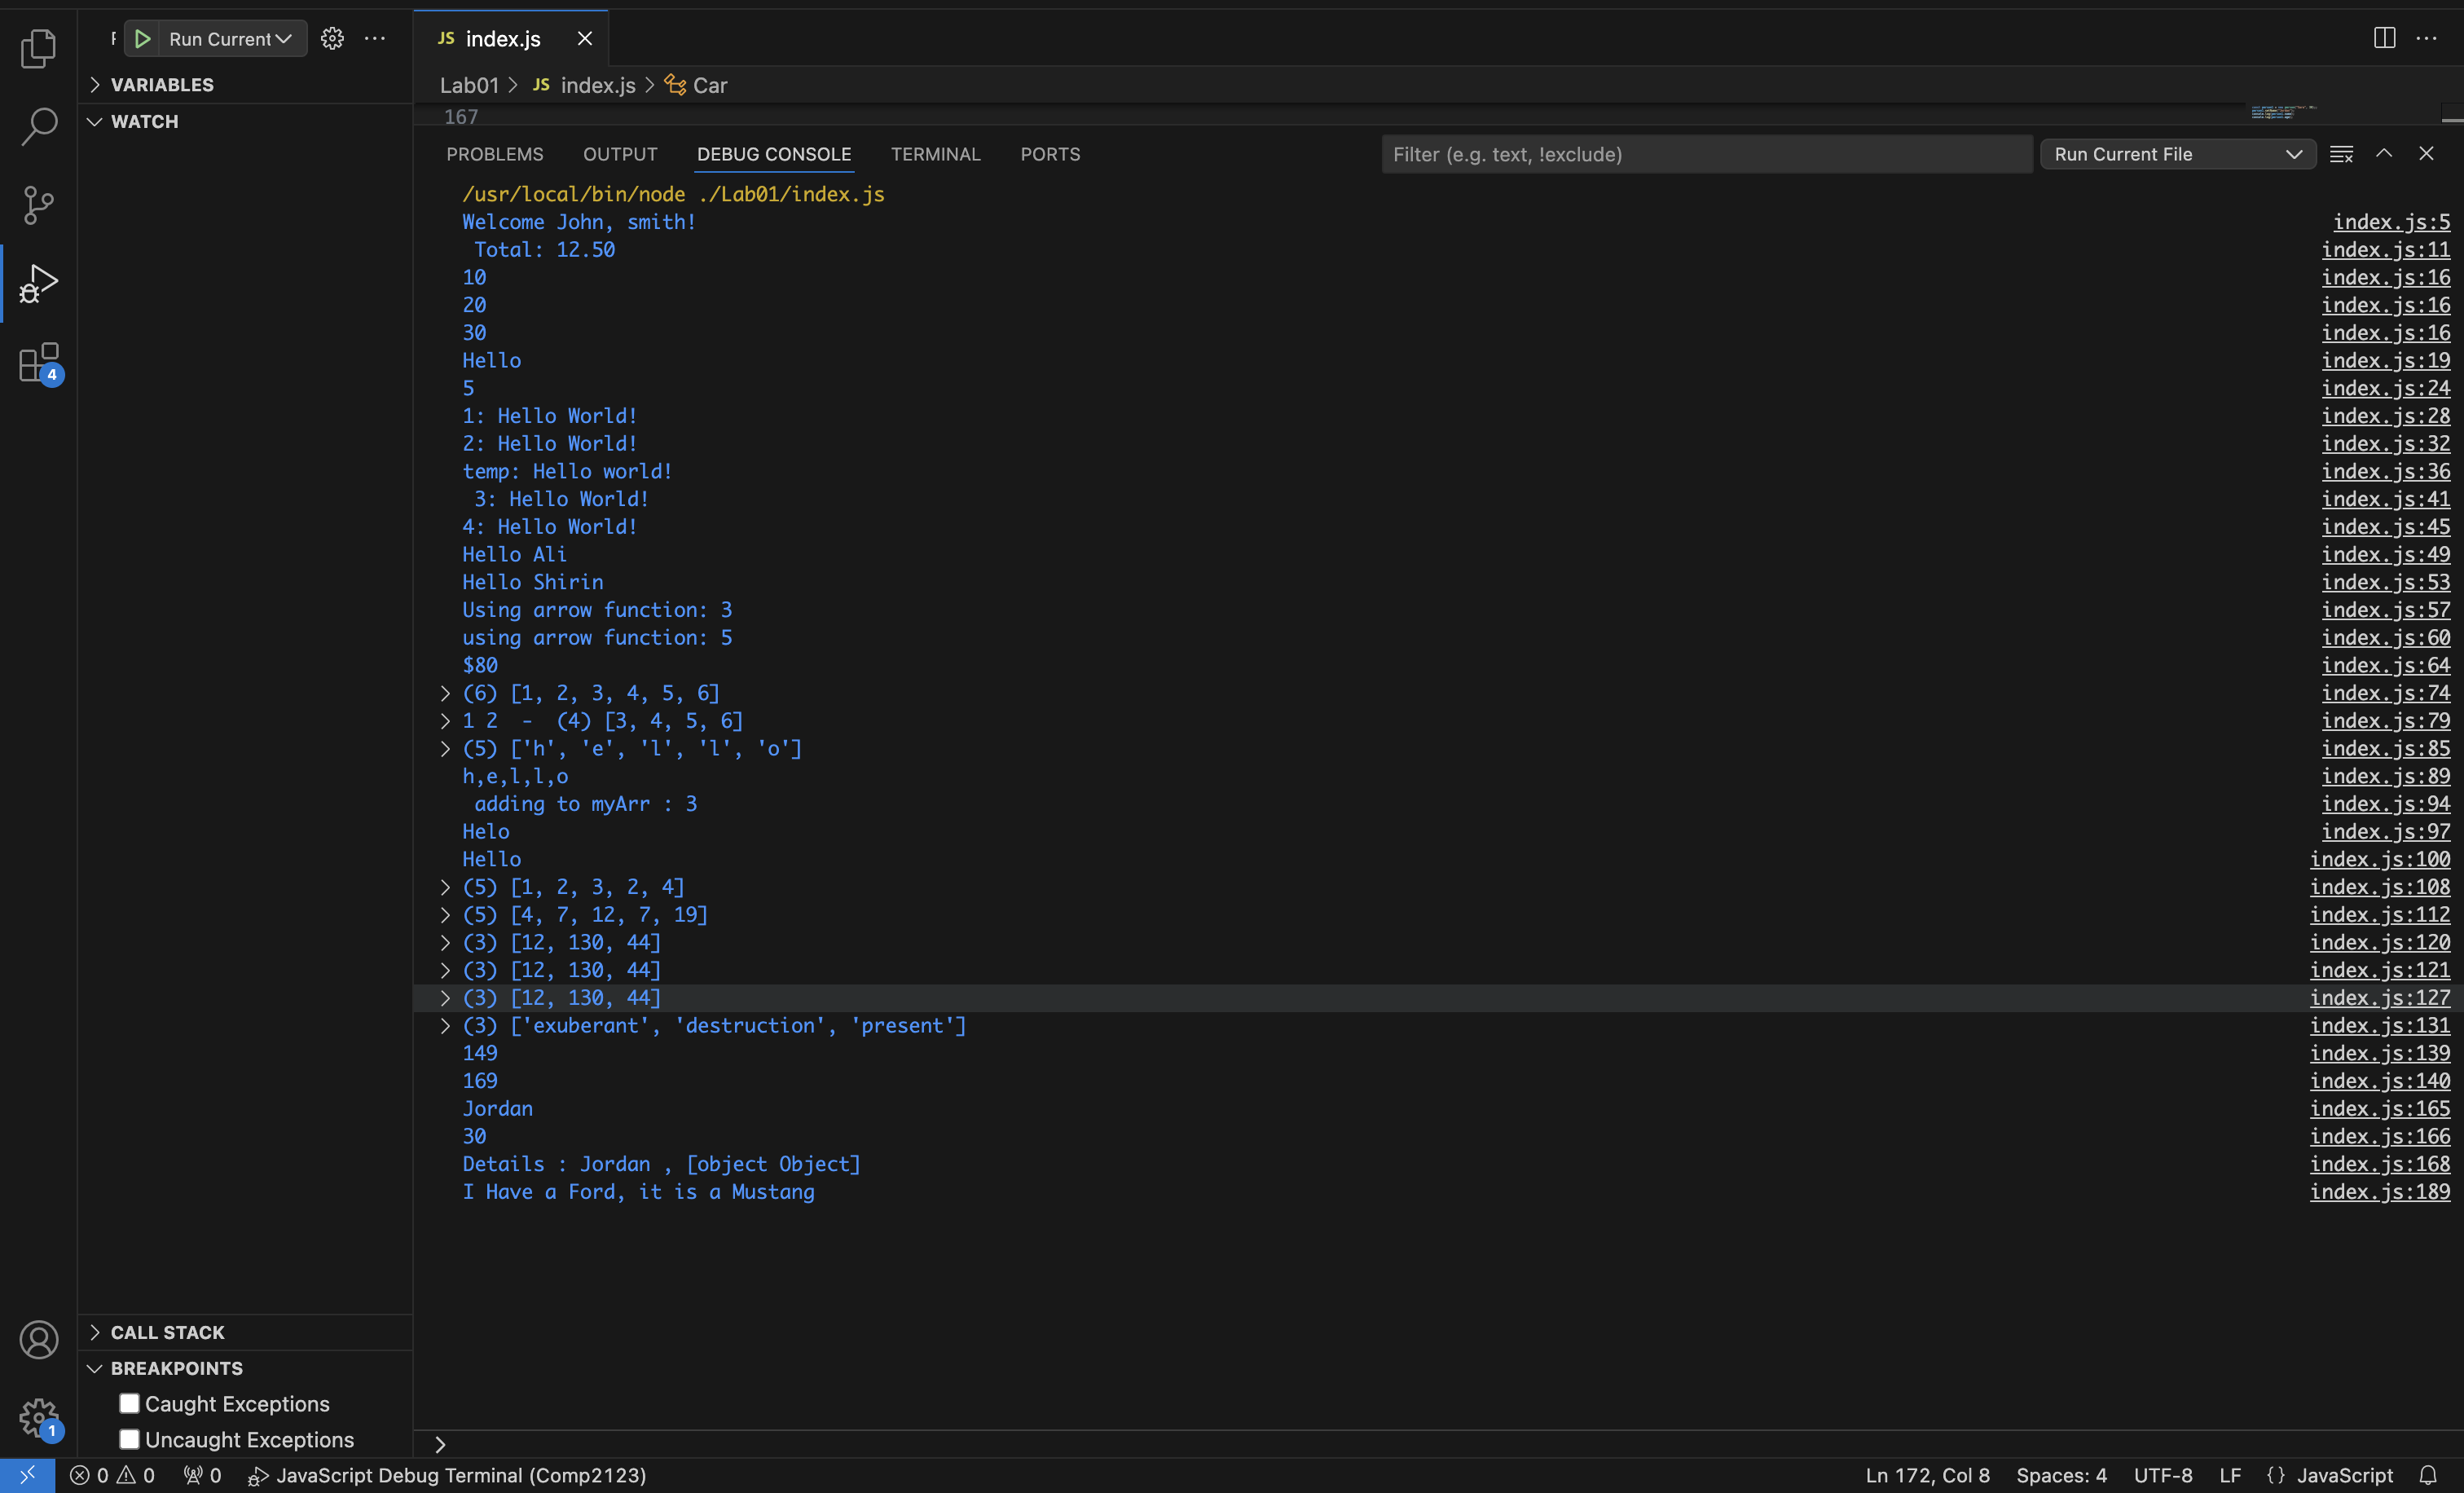 Run Current
JS index.js
VARIABLES
Lab01 > JS index.js > Car
WATCH
167
PROBLEMS OUTPUT DEBUG CONSOLE TERMINAL PORTS Filter (e.g. text, !exclude) Run Current File
/usr/local/bin/node ./Lab01/index.js
Welcome John, smith! index.js:5
Total: 12.50 index.js:11
10 index.js:16
20 index.js:16
30 index.js:16
Hello index.js:19
5 index.js:24
1: Hello World! index.js:28
2: Hello World! index.js:32
temp: Hello world! index.js:36
3: Hello World! index.js:41
4: Hello World! index.js:45
Hello Ali index.js:49
Hello Shirin index.js:53
Using arrow function: 3 index.js:57
using arrow function: 5 index.js:60
$80 index.js:64
> (6) [1, 2, 3, 4, 5, 6] index.js:74
> 1 2 - (4) [3, 4, 5, 6] index.js:79
> (5) ['h', 'e', 'l', 'l', 'o'] index.js:85
h,e,l,l,o index.js:89
adding to myArr : 3 index.js:94
Helo index.js:97
Hello index.js:100
> (5) [1, 2, 3, 2, 4] index.js:108
> (5) [4, 7, 12, 7, 19] index.js:112
> (3) [12, 130, 44] index.js:120
> (3) [12, 130, 44] index.js:121
> (3) [12, 130, 44] index.js:127
> (3) ['exuberant', 'destruction', 'present'] index.js:131
149 index.js:139
169 index.js:140
Jordan index.js:165
30 index.js:166
Details : Jordan , [object Object] index.js:168
I Have a Ford, it is a Mustang index.js:189
4
CALL STACK
BREAKPOINTS
Caught Exceptions
Uncaught Exceptions
1
>
0 0 0 JavaScript Debug Terminal (Comp2123) Ln 172, Col 8 Spaces: 4 UTF-8 LF {} JavaScript